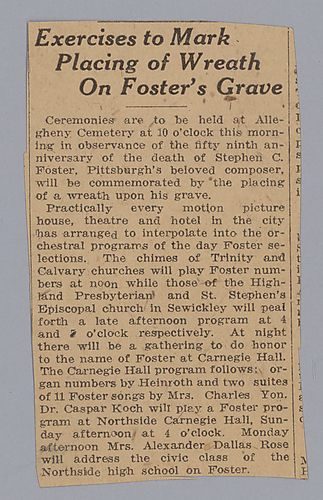 Exercises to Mark
Placing of Wreath
On Foster's Grave
Ceremonies are to be held at Alle-
gheny Cemetery at 10 o'clock this morn-
ing in observance of the fifty ninth an-
niversary of the death of Stephen C.
Foster, Pittsburgh's beloved composer,
will be commemorated by the placing
of a wreath upon his grave.
Practically every motion picture
house, theatre and hotel in the city
has arranged to interpolate into the or-
chestral programs of the day Foster se-
lections. The chimes of Trinity and
Calvary churches will play Foster num-
bers at noon while those of the High-
land Presbyterian and St. Stephen's
Episcopal church in Sewickley will peal
forth a late afternoon program at 4
and o'clock respectively. At night
there will be a gathering to do honor
to the name of Foster at Carnegie Hall.
The Carnegie Hall program follows: or-
gan numbers by Heinroth and two suites
of 11 Foster songs by Mrs. Charles Yon.
Dr. Caspar Koch will play a Foster pro-
gram at Northside Carnegie Hall, Sun-
day afternoon at 4 o'clock. Monday
afternoon Mrs. Alexander Dallas Rose
will address the civic class of the
Northside high school on Foster.